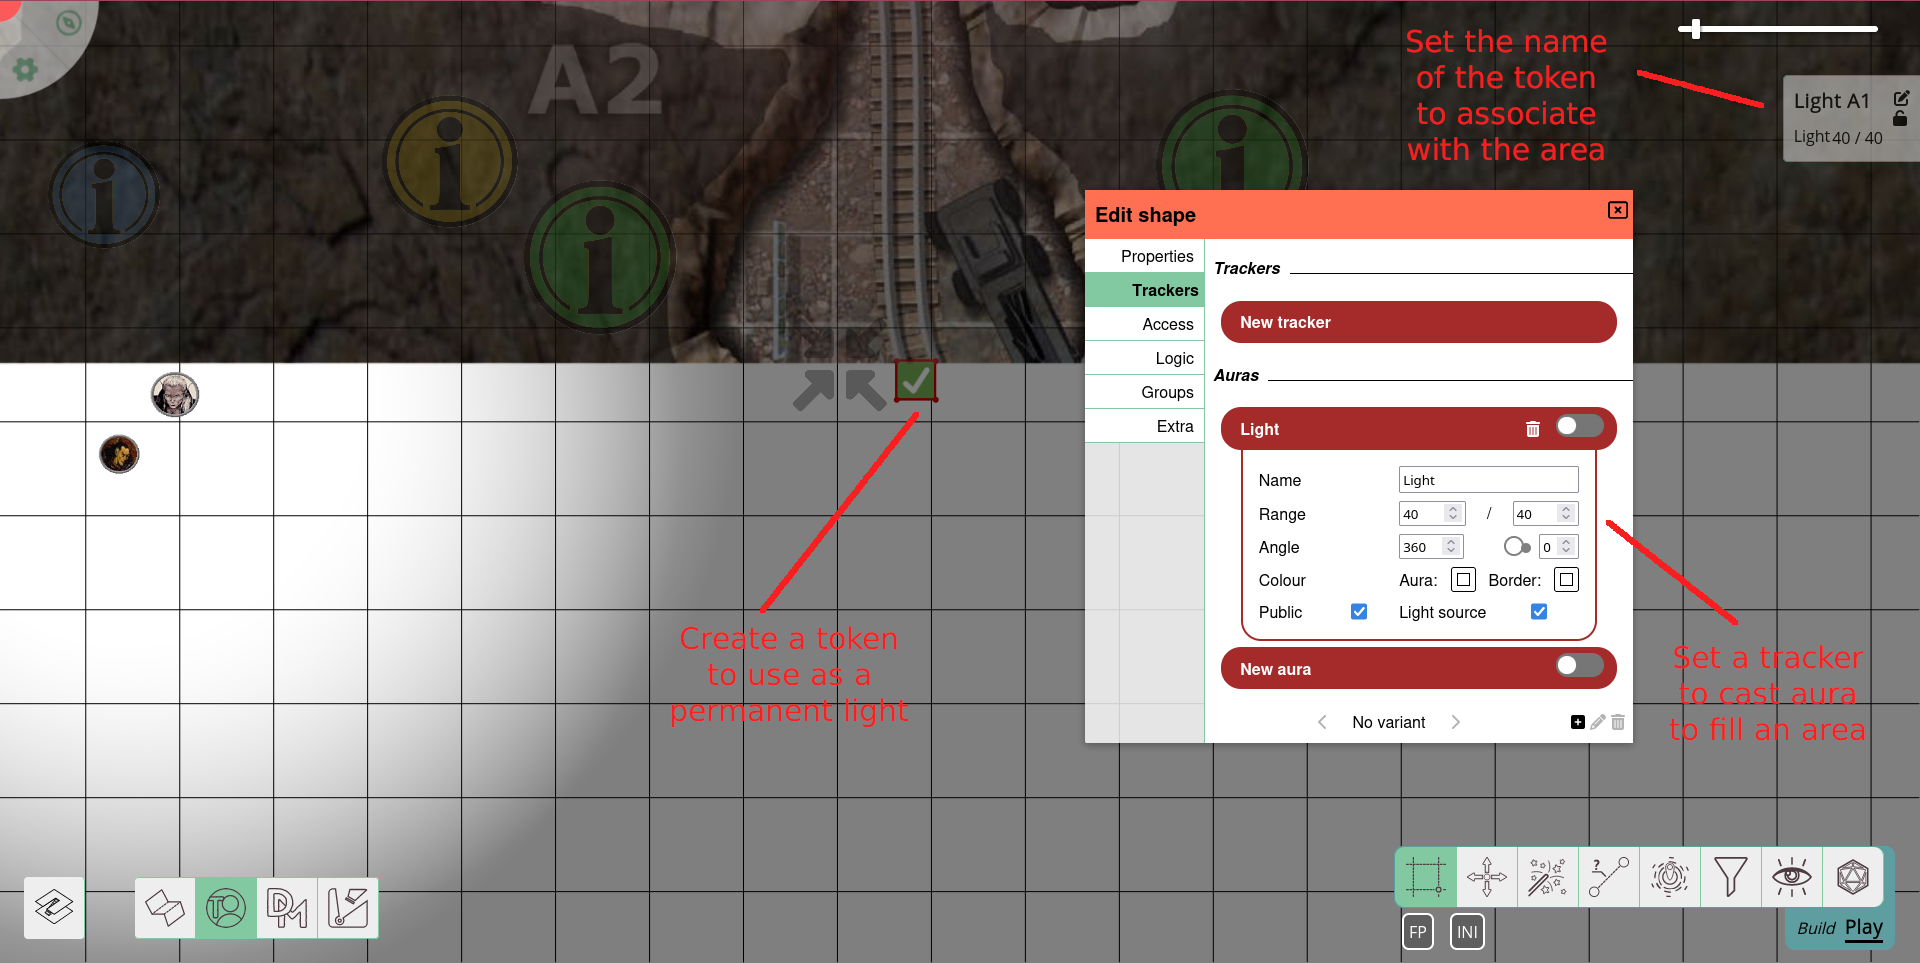 A2
Set the name
of the token
to associate
with the area
Light A1
Light 40 / 40
Edit shape
Properties
Trackers
Access
Logic
Groups
Extra
Trackers
New tracker
Auras
Light
Name Light
Range 40 / 40
Angle 360 0
Colour Aura: Border:
Public Light source
New aura
No variant
Create a token
to use as a
permanent light
Set a tracker
to cast aura
to fill an area
TO
DM
?
FP INI
Build Play